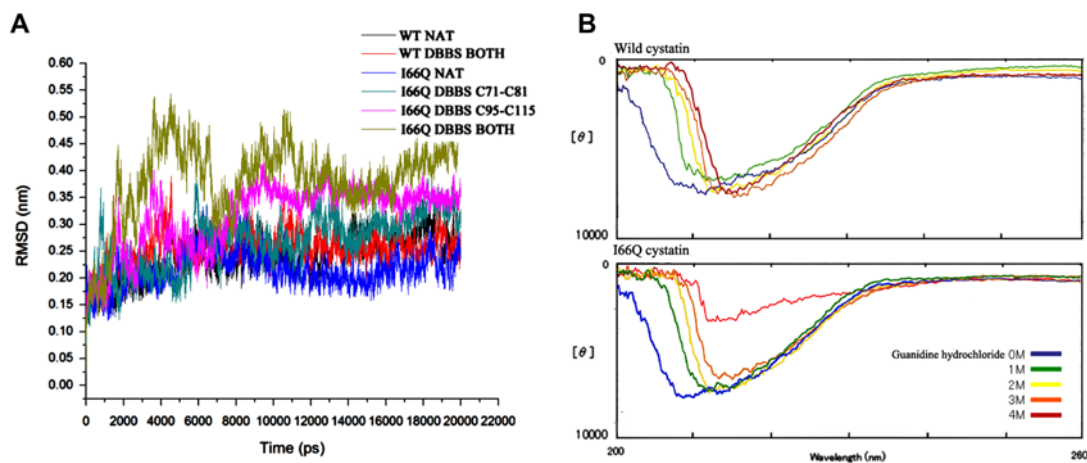 A
WT NAT
WT DBBS BOTH
I66Q NAT
I66Q DBBS C71-C81
I66Q DBBS C95-C115
I66Q DBBS BOTH
0.60
0.55
0.50
0.45
0.40
0.35
0.30
0.25
0.20
0.15
0.10
0.05
0.00
RMSD (nm)
0 2000 4000 6000 8000 10000 12000 14000 16000 18000 20000 22000
Time (ps)
B
Wild cystatin
0
[θ]
10000
I66Q cystatin
0
[θ]
Guanidine hydrochloride 0M
1M
2M
3M
4M
10000
200 Wavelength (nm) 260